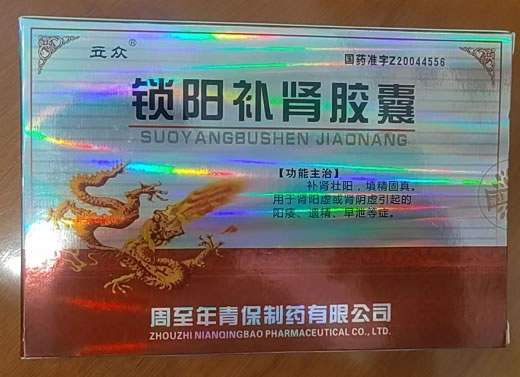 立众®
国药准字Z20044556
锁阳补肾胶囊
SUOYANGBUSHEN JIAONANG
【功能主治】
补肾壮阳，填精固真。
用于肾阳虚或肾阴虚引起的
阳痿、遗精、早泄等症。
周至年青保制药有限公司
ZHOUZHI NIANQINGBAO PHARMACEUTICAL CO., LTD.